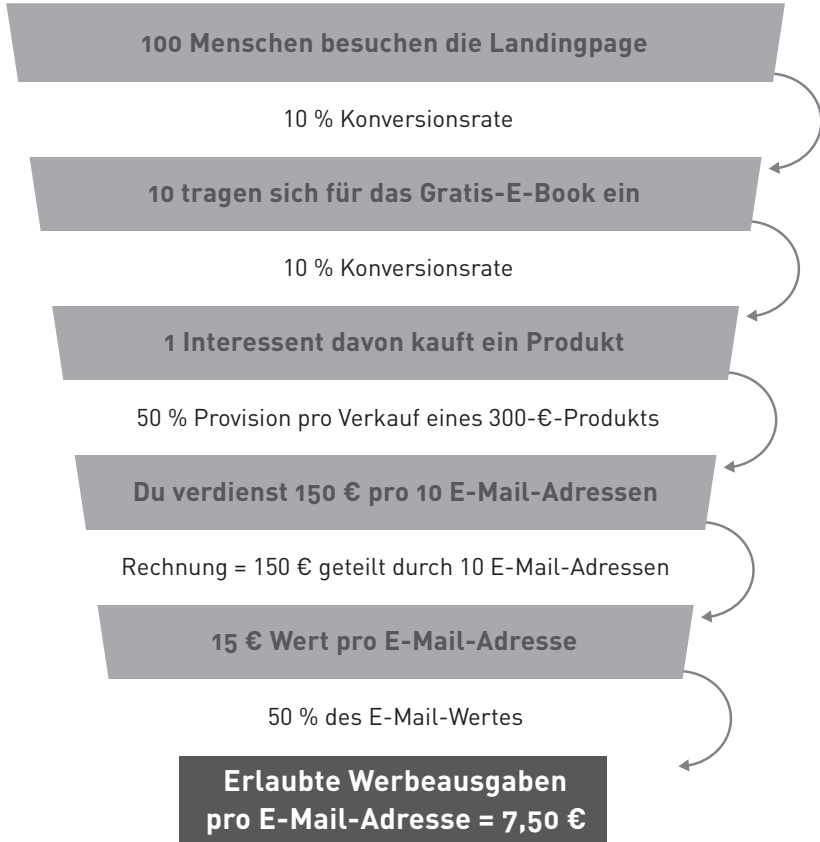 100 Menschen besuchen die Landingpage
10 % Konversionsrate
10 tragen sich für das Gratis-E-Book ein
10 % Konversionsrate
1 Interessent davon kauft ein Produkt
50 % Provision pro Verkauf eines 300-€-Produkts
Du verdienst 150 € pro 10 E-Mail-Adressen
Rechnung = 150 € geteilt durch 10 E-Mail-Adressen
15 € Wert pro E-Mail-Adresse
50 % des E-Mail-Wertes
Erlaubte Werbeausgaben
pro E-Mail-Adresse = 7,50 €